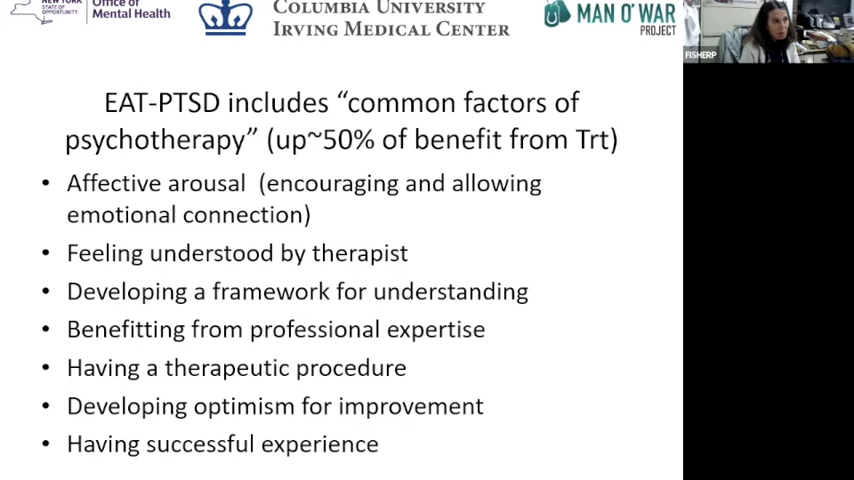 NEW YORK
STATE OF
OPPORTUNITY.
Office of
Mental Health
COLUMBIA UNIVERSITY
IRVING MEDICAL CENTER
MAN O' WAR
PROJECT
FISHERP
EAT-PTSD includes “common factors of
psychotherapy” (up~50% of benefit from Trt)
• Affective arousal (encouraging and allowing
emotional connection)
• Feeling understood by therapist
• Developing a framework for understanding
• Benefitting from professional expertise
• Having a therapeutic procedure
• Developing optimism for improvement
• Having successful experience